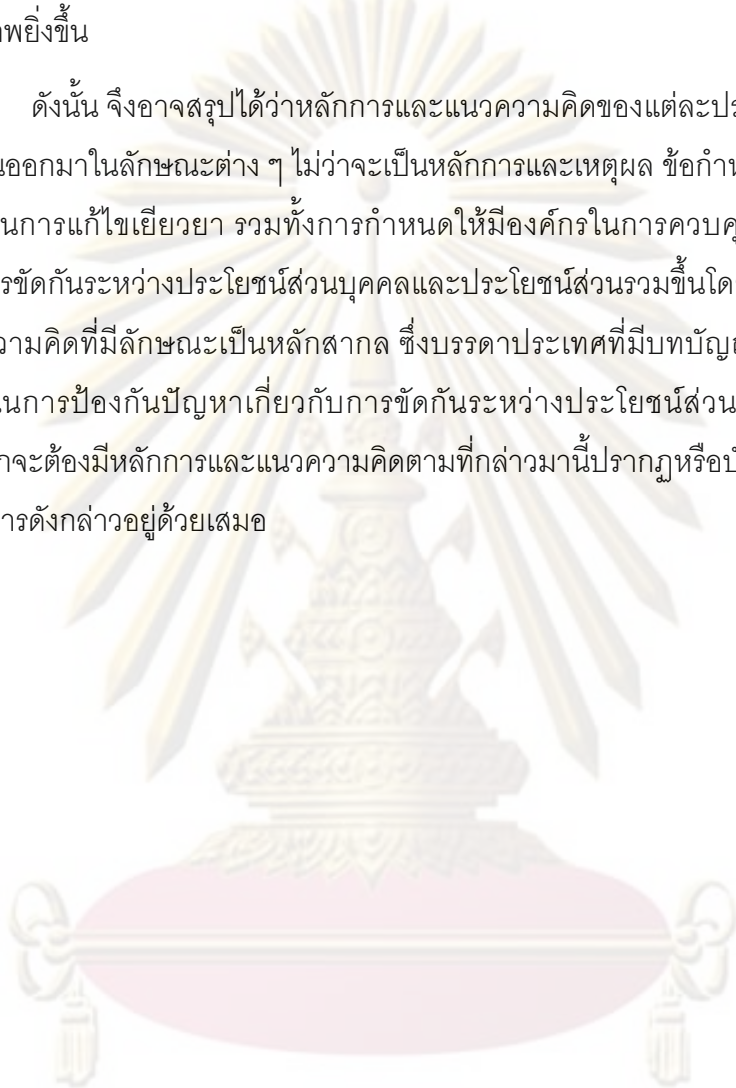 าพยิ่งขึ้น
ดังนั้น จึงอาจสรุปได้ว่าหลักการและแนวความคิดของแต่ละประ
นออกมาในลักษณะต่าง ๆ ไม่ว่าจะเป็นหลักการและเหตุผล ข้อกำห
นการแก้ไขเยียวยา รวมทั้งการกำหนดให้มีองค์กรในการควบคุ
รขัดกันระหว่างประโยชน์ส่วนบุคคลและประโยชน์ส่วนรวมขึ้นโด
วามคิดที่มีลักษณะเป็นหลักสากล ซึ่งบรรดาประเทศที่มีบทบัญ
นการป้องกันปัญหาเกี่ยวกับการขัดกันระหว่างประโยชน์ส่วน
กจะต้องมีหลักการและแนวความคิดตามที่กล่าวมานี้ปรากฏหรือบั
ารดังกล่าวอยู่ด้วยเสมอ